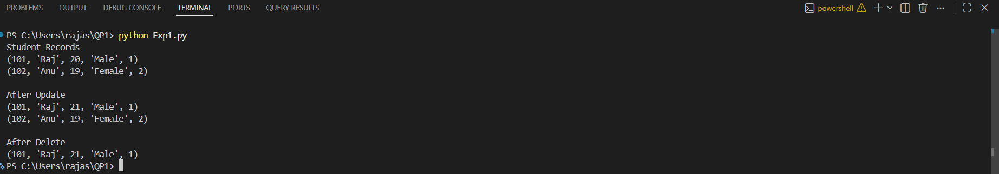 PROBLEMS OUTPUT DEBUG CONSOLE TERMINAL PORTS QUERY RESULTS powershell
PS C:\Users\rajas\QP1> python Exp1.py
Student Records
(101, 'Raj', 20, 'Male', 1)
(102, 'Anu', 19, 'Female', 2)
After Update
(101, 'Raj', 21, 'Male', 1)
(102, 'Anu', 19, 'Female', 2)
After Delete
(101, 'Raj', 21, 'Male', 1)
PS C:\Users\rajas\QP1>